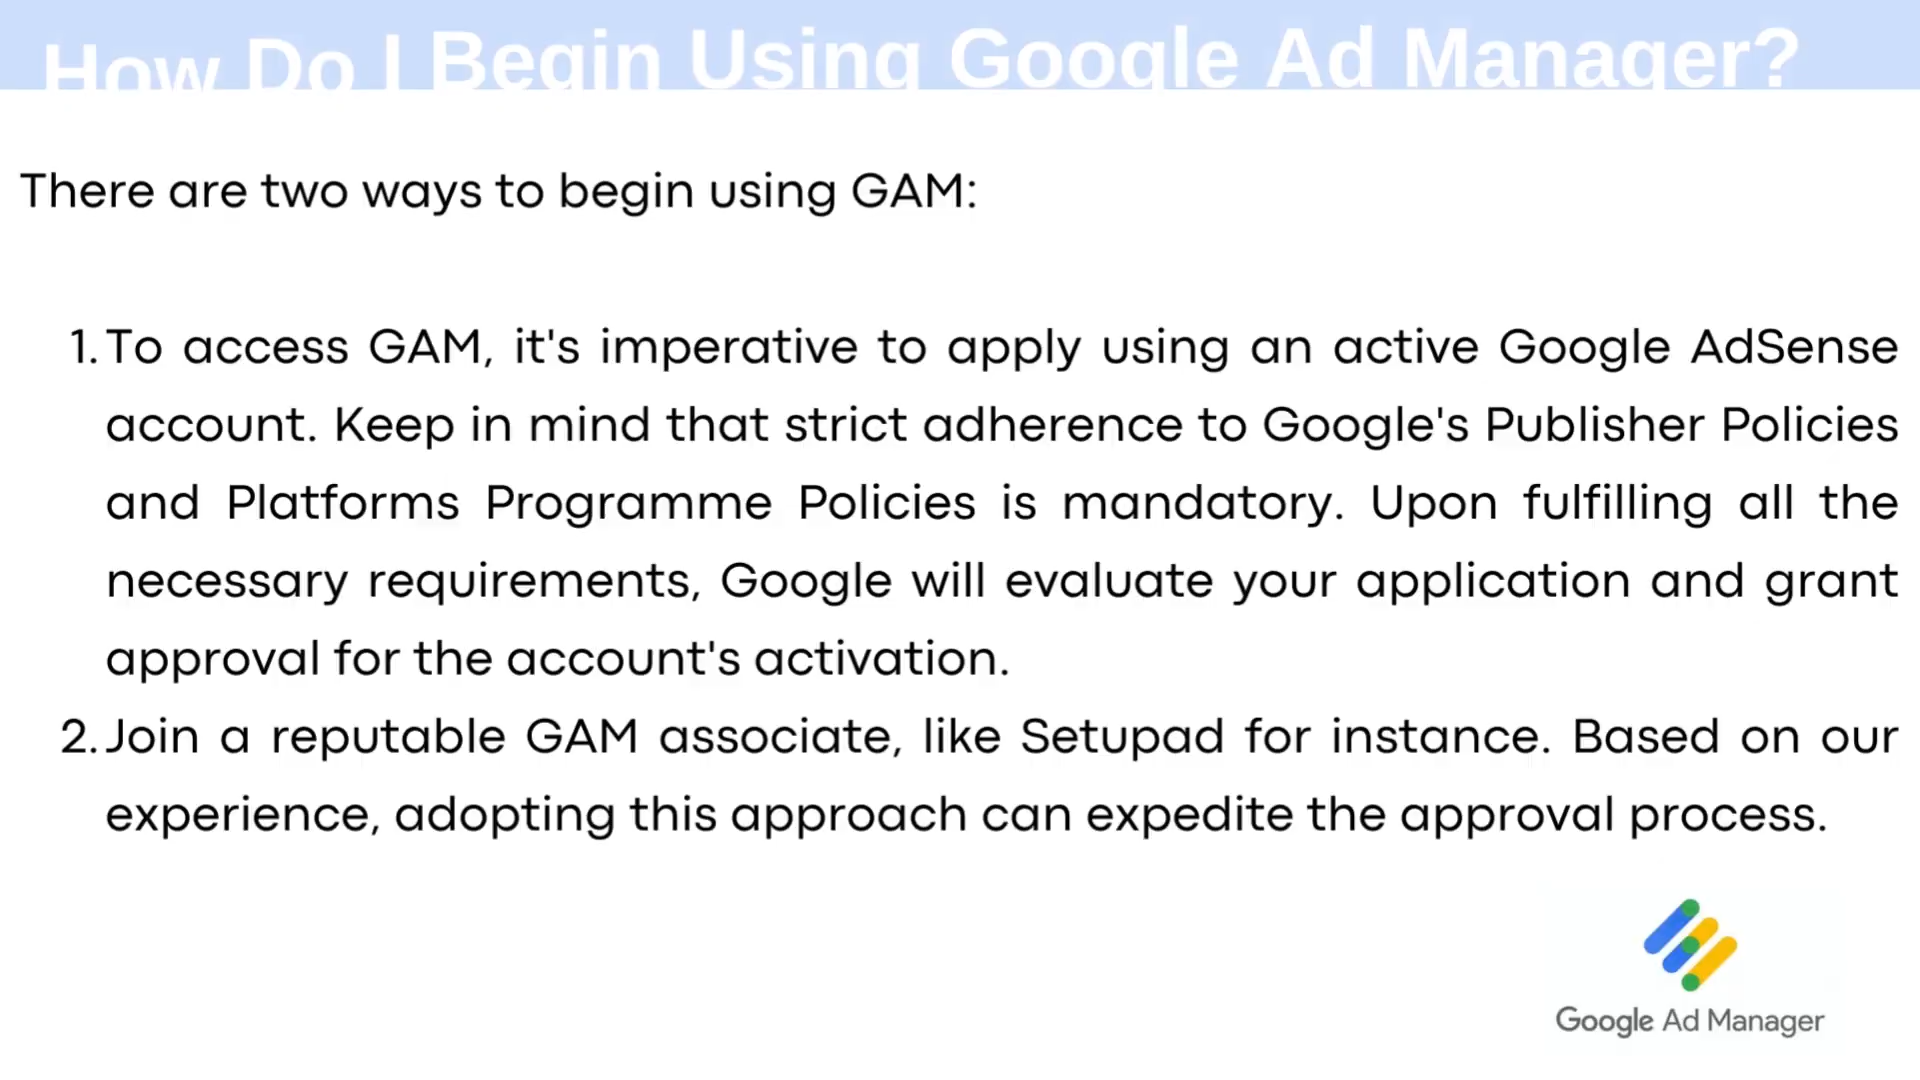 How Do I Begin Using Google Ad Manager?
There are two ways to begin using GAM:
1. To access GAM, it's imperative to apply using an active Google AdSense
account. Keep in mind that strict adherence to Google's Publisher Policies
and Platforms Programme Policies is mandatory. Upon fulfilling all the
necessary requirements, Google will evaluate your application and grant
approval for the account's activation.
2. Join a reputable GAM associate, like Setupad for instance. Based on our
experience, adopting this approach can expedite the approval process.
Google Ad Manager